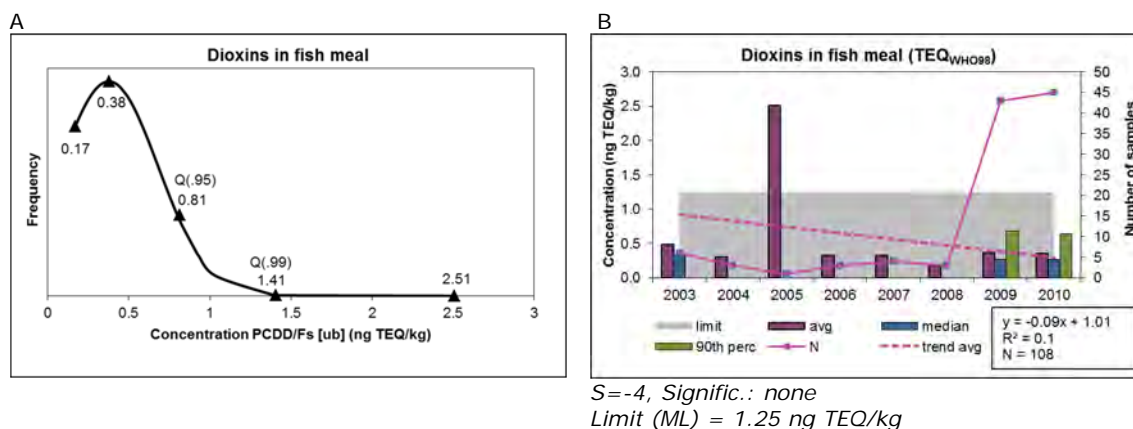 A
Dioxins in fish meal
Frequency
0.17
0.38
Q(.95)
0.81
Q(.99)
1.41
2.51
0 0.5 1 1.5 2 2.5 3
Concentration PCDD/Fs [ub] (ng TEQ/kg)
B
Dioxins in fish meal (TEQWHO98)
Concentration (ng TEQ/kg)
3.0
2.5
2.0
1.5
1.0
0.5
0.0
50
45
40
35
30
25
20
15
10
5
0
Number of samples
2003 2004 2005 2006 2007 2008 2009 2010
limit avg median
90th perc N trend avg
y = -0.09x + 1.01
R² = 0.1
N = 108
S=-4, Signific.: none
Limit (ML) = 1.25 ng TEQ/kg